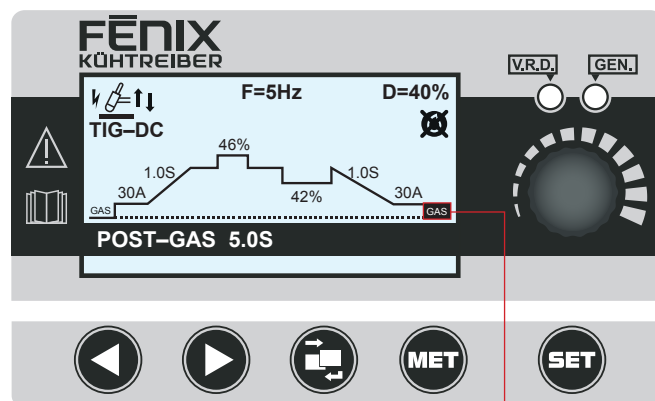 FĒNIX
KÜHTREIBER
V.R.D. GEN.
F=5Hz D=40%
TIG–DC
46%
1.0S 1.0S
30A 42% 30A
GAS GAS
POST–GAS 5.0S
MET SET